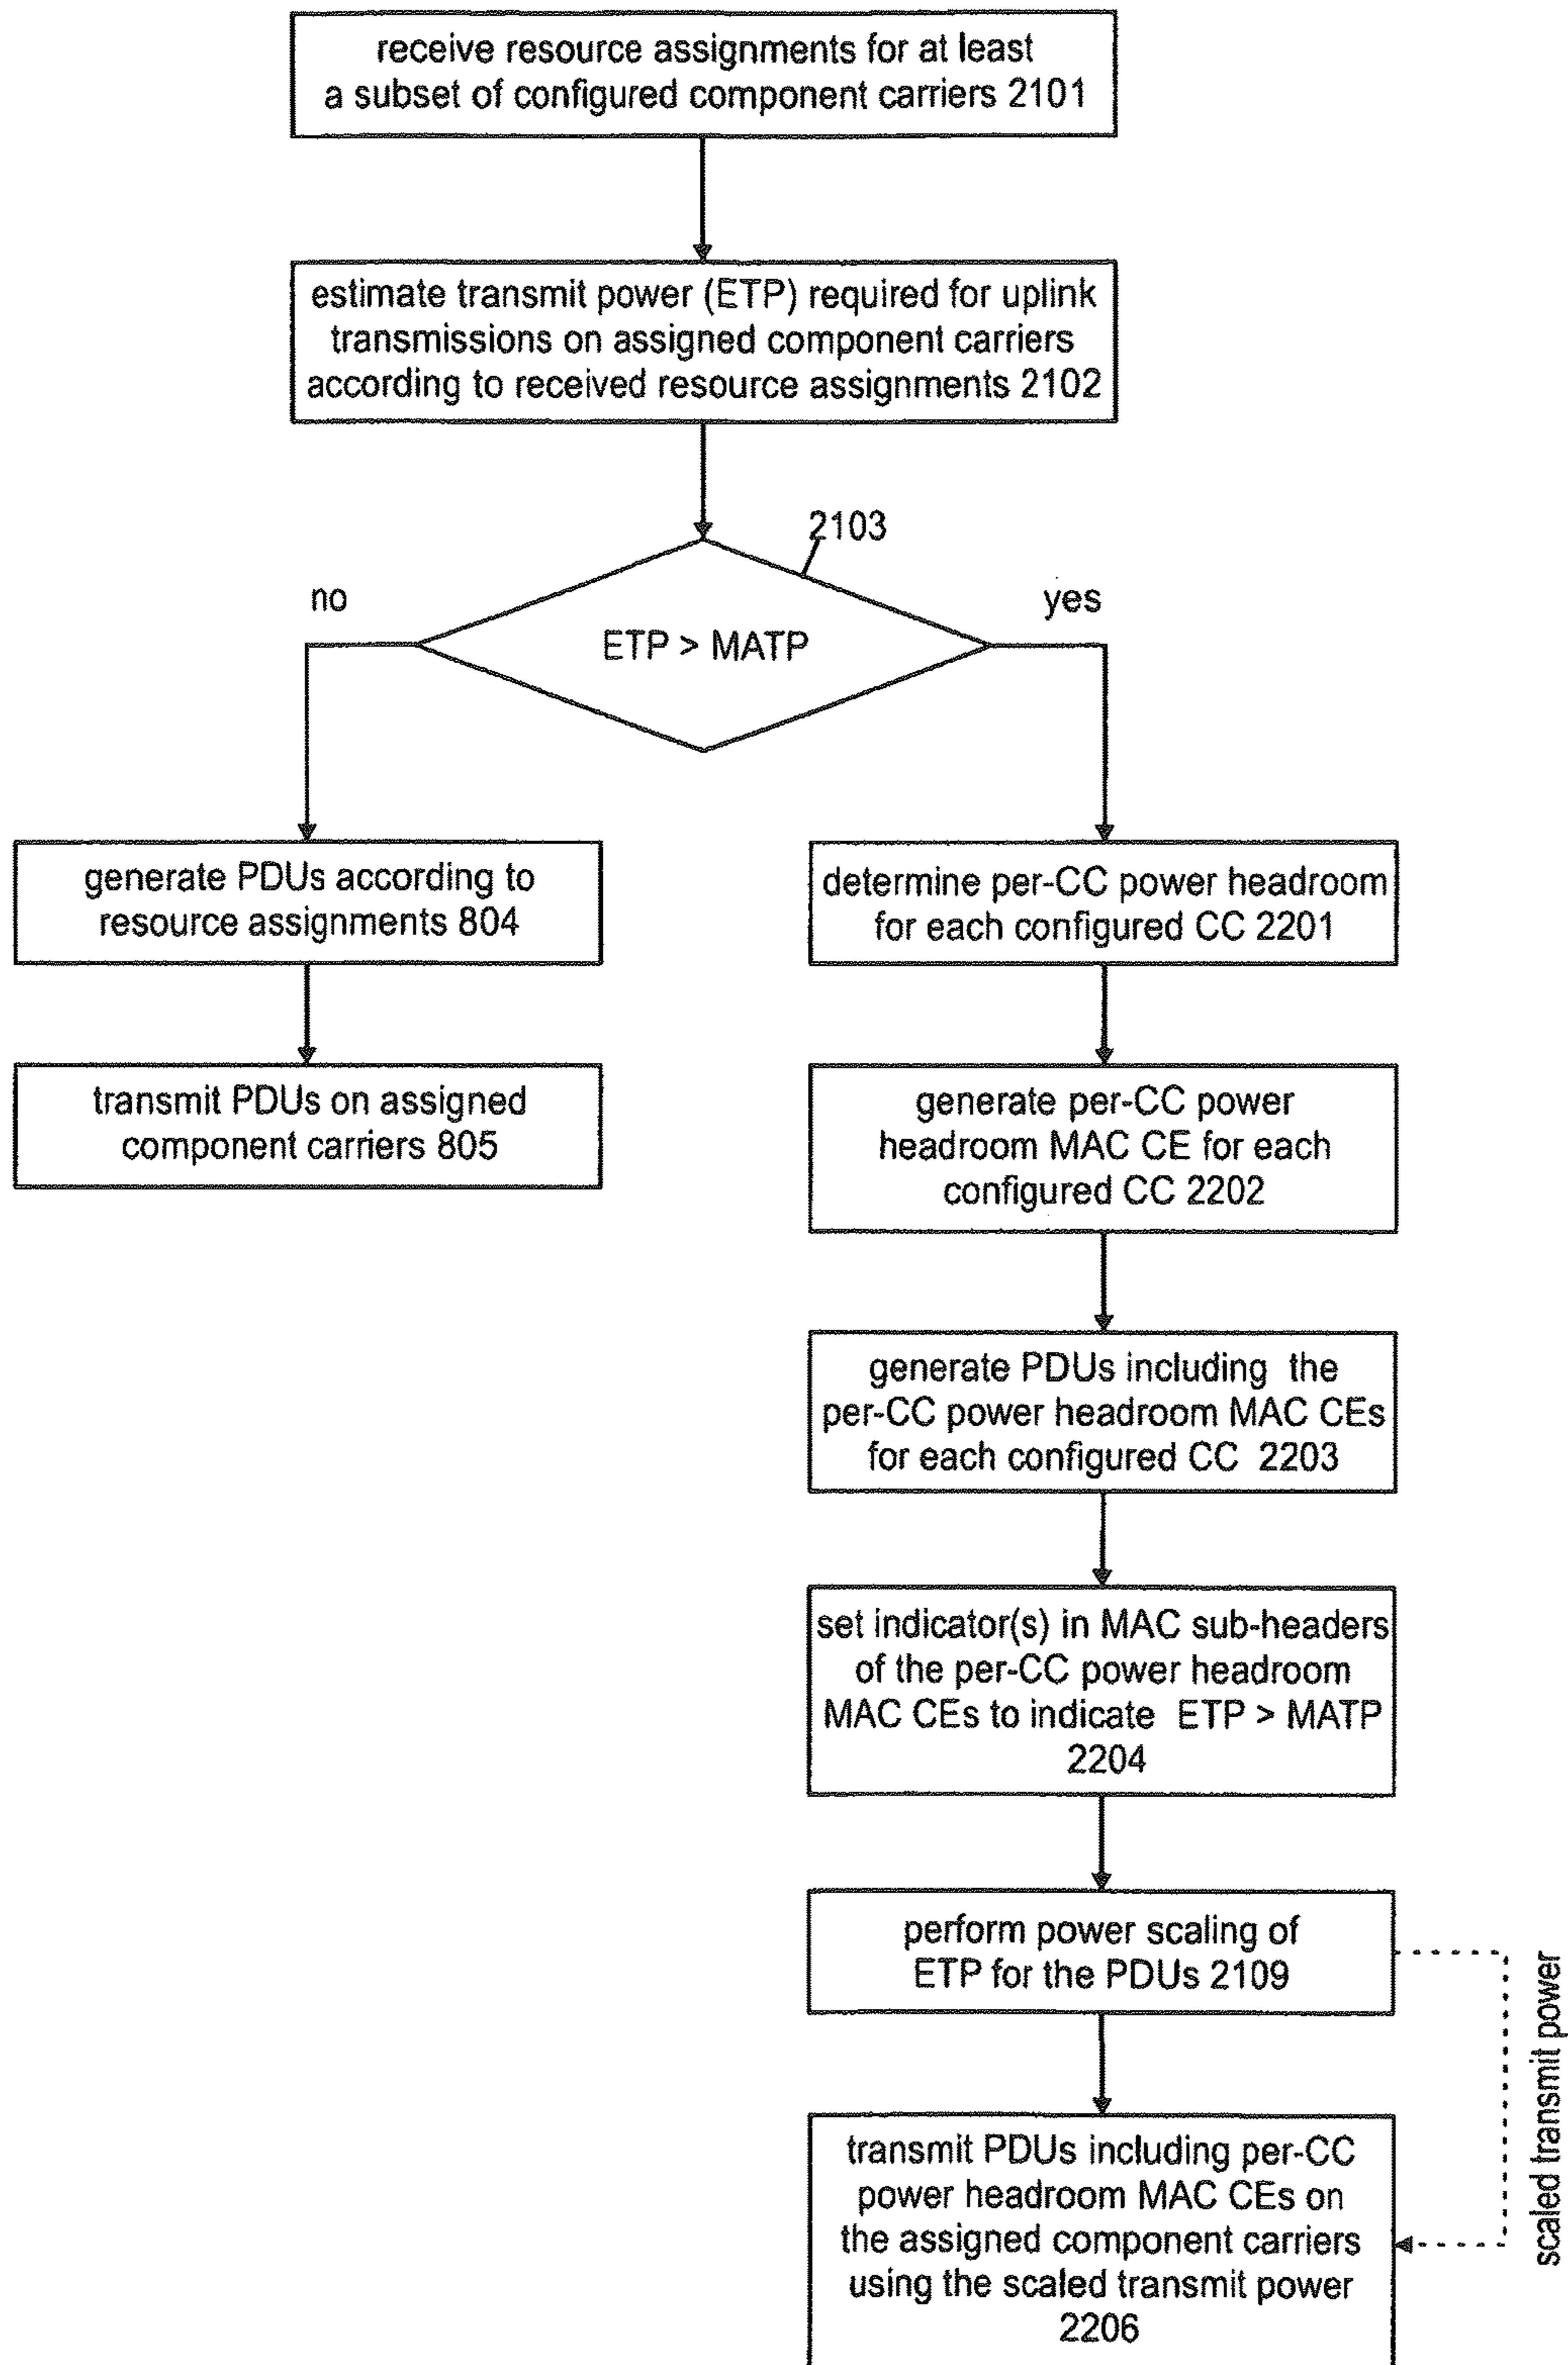 receive resource assignments for at least
a subset of configured component carriers 2101
estimate transmit power (ETP) required for uplink
transmissions on assigned component carriers
according to received resource assignments 2102
2103
no
yes
ETP > MATP
generate PDUs according to
resource assignments 804
transmit PDUs on assigned
component carriers 805
determine per-CC power headroom
for each configured CC 2201
generate per-CC power
headroom MAC CE for each
configured CC 2202
generate PDUs including the
per-CC power headroom MAC CEs
for each configured CC 2203
set indicator(s) in MAC sub-headers
of the per-CC power headroom
MAC CEs to indicate ETP > MATP
2204
perform power scaling of
ETP for the PDUs 2109
scaled transmit power
transmit PDUs including per-CC
power headroom MAC CEs on
the assigned component carriers
using the scaled transmit power
2206